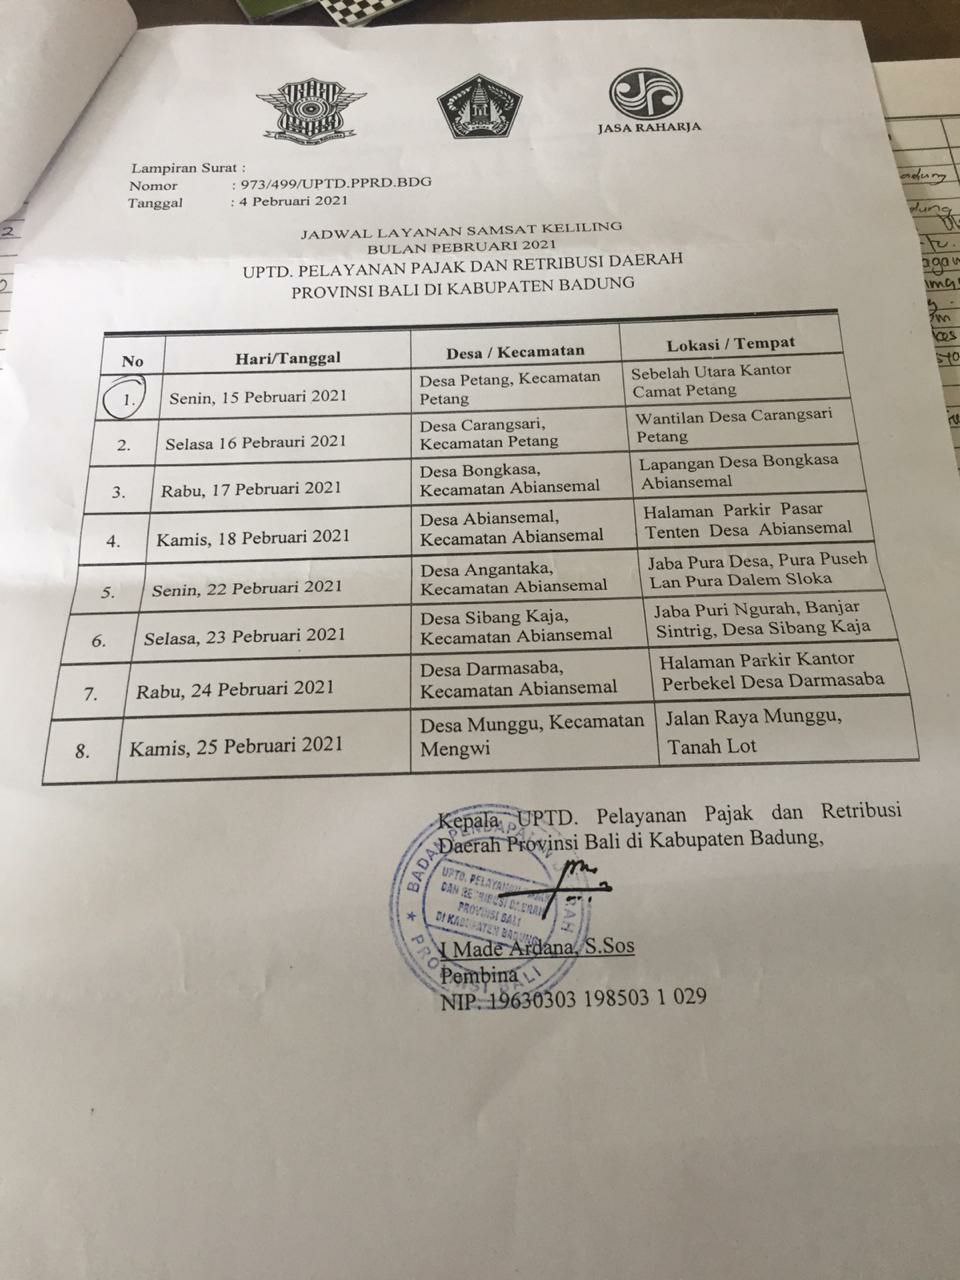 JASA RAHARJA
Lampiran Surat :
Nomor : 973/499/UPTD.PPRD.BDG
Tanggal : 4 Pebruari 2021
JADWAL LAYANAN SAMSAT KELILING
BULAN PEBRUARI 2021
UPTD. PELAYANAN PAJAK DAN RETRIBUSI DAERAH
PROVINSI BALI DI KABUPATEN BADUNG
No Hari/Tanggal Desa / Kecamatan Lokasi / Tempat
1. Senin, 15 Pebruari 2021 Desa Petang, Kecamatan Petang Sebelah Utara Kantor Camat Petang
2. Selasa 16 Pebrauri 2021 Desa Carangsari, Kecamatan Petang Wantilan Desa Carangsari Petang
3. Rabu, 17 Pebruari 2021 Desa Bongkasa, Kecamatan Abiansemal Lapangan Desa Bongkasa Abiansemal
4. Kamis, 18 Pebruari 2021 Desa Abiansemal, Kecamatan Abiansemal Halaman Parkir Pasar Tenten Desa Abiansemal
5. Senin, 22 Pebruari 2021 Desa Angantaka, Kecamatan Abiansemal Jaba Pura Desa, Pura Puseh Lan Pura Dalem Sloka
6. Selasa, 23 Pebruari 2021 Desa Sibang Kaja, Kecamatan Abiansemal Jaba Puri Ngurah, Banjar Sintrig, Desa Sibang Kaja
7. Rabu, 24 Pebruari 2021 Desa Darmasaba, Kecamatan Abiansemal Halaman Parkir Kantor Perbekel Desa Darmasaba
8. Kamis, 25 Pebruari 2021 Desa Munggu, Kecamatan Mengwi Jalan Raya Munggu, Tanah Lot
Kepala UPTD. Pelayanan Pajak dan Retribusi
Daerah Provinsi Bali di Kabupaten Badung,
BADAN PENDAPATAN DAERAH
UPTD. PELAYANAN PAJAK
DAN RETRIBUSI DAERAH
PROVINSI BALI
DI KABUPATEN BADUNG
PROVINSI BALI
I Made Ardana, S.Sos
Pembina
NIP. 19630303 198503 1 029